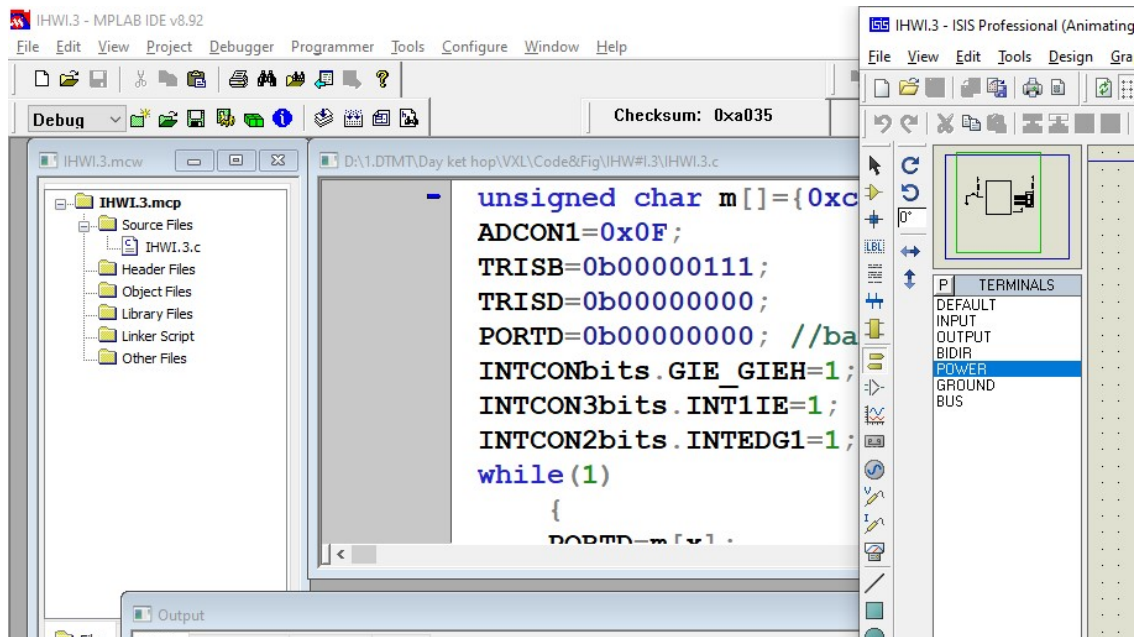 IHWI.3 - MPLAB IDE v8.92
File Edit View Project Debugger Programmer Tools Configure Window Help
Debug
Checksum: 0xa035
IHWI.3.mcw
IHWI.3.mcp
Source Files
IHWI.3.c
Header Files
Object Files
Library Files
Linker Script
Other Files
D:\1.DTMT\Day ket hop\VXL\Code&Fig\IHW#I.3\IHWI.3.c
unsigned char m[]={0xc
ADCON1=0x0F;
TRISB=0b00000111;
TRISD=0b00000000;
PORTD=0b00000000; //ba
INTCONbits.GIE_GIEH=1;
INTCON3bits.INT1IE=1;
INTCON2bits.INTEDG1=1;
while(1)
{
PORTD=m[x];
Output
IHWI.3 - ISIS Professional (Animating
File View Edit Tools Design Gra
0°
LBL
P TERMINALS
DEFAULT
INPUT
OUTPUT
BIDIR
POWER
GROUND
BUS